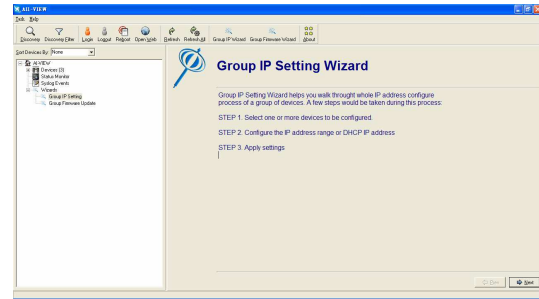 AII-VIEW
Task Help
Discovery Discovery Filter Login Logout Reboot Open Web Refresh Refresh All Group IP Wizard Group Firmware Wizard About
Sort Devices By: None
AI-VIEW
Devices (3)
Status Monitor
Syslog Events
Wizards
Group IP Setting
Group Firmware Update
Group IP Setting Wizard
Group IP Setting Wizard helps you walk throught whole IP address configure
process of a group of devices. A few steps would be taken during this process:
STEP 1. Select one or more devices to be configured.
STEP 2. Configure the IP address range or DHCP IP address
STEP 3. Apply settings
Next